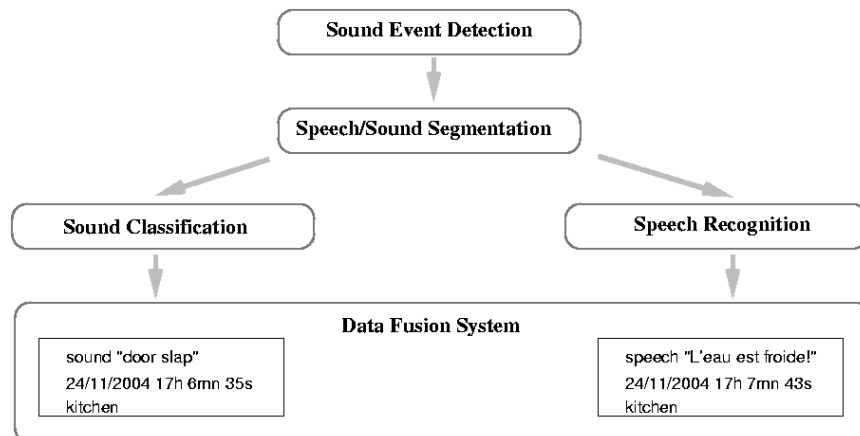 Sound Event Detection
Speech/Sound Segmentation
Sound Classification
Speech Recognition
Data Fusion System
sound "door slap"
24/11/2004 17h 6mn 35s
kitchen
speech "L'eau est froide!"
24/11/2004 17h 7mn 43s
kitchen